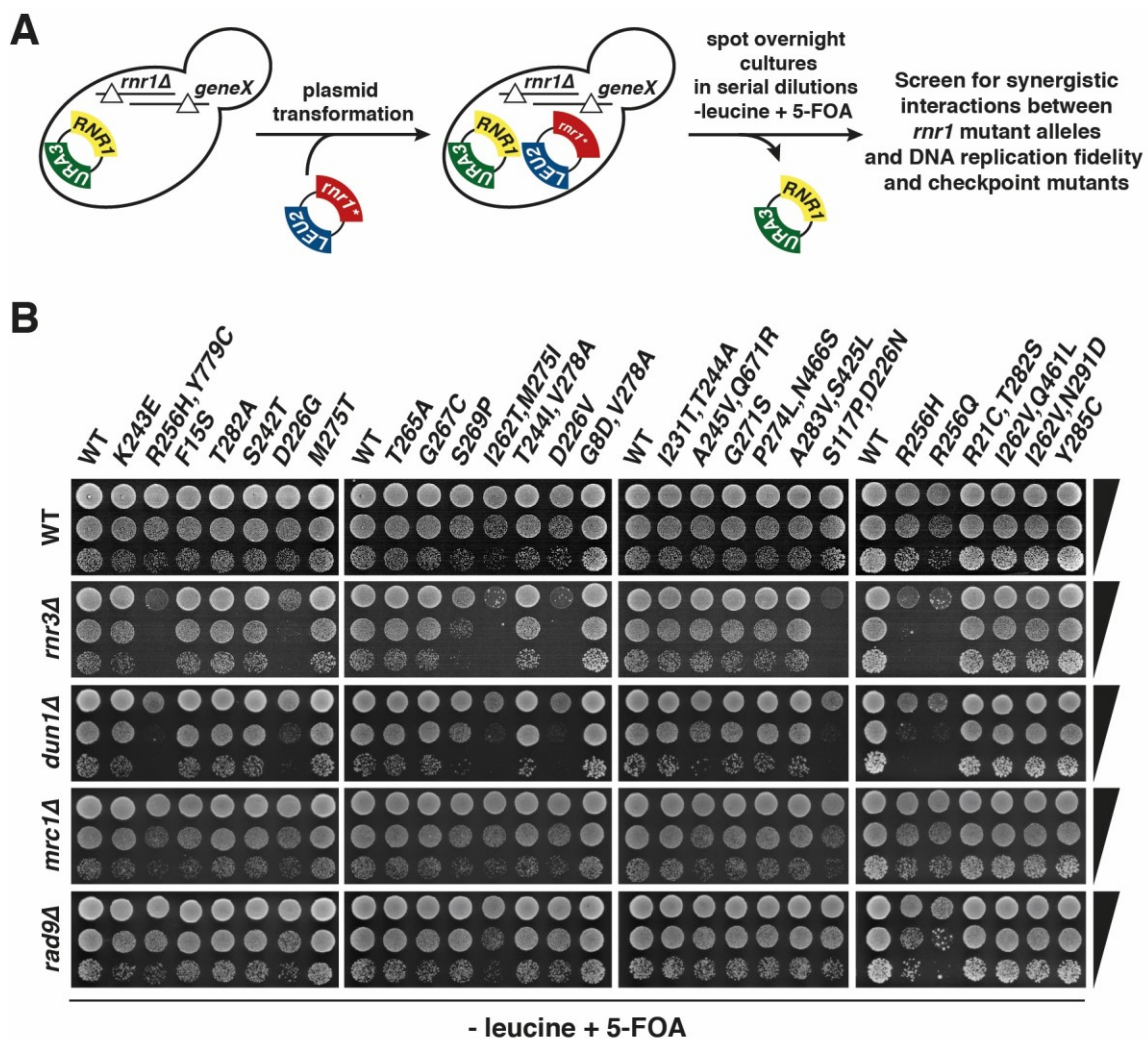 A
rnr1Δ
geneX
RNR1
URA3
plasmid
transformation
rnr1*
LEU2
rnr1Δ
geneX
RNR1
URA3
rnr1*
LEU2
spot overnight
cultures
in serial dilutions
-leucine + 5-FOA
RNR1
URA3
Screen for synergistic
interactions between
rnr1 mutant alleles
and DNA replication fidelity
and checkpoint mutants
B
WT
K243E
R256H, Y779C
F15S
T282A
S242T
D226G
M275T
WT
T265A
G267C
S269P
I262T, M275I
T244I, V278A
D226V
G8D, V278A
WT
I231T, T244A
A245V, Q671R
G271S
P274L, N466S
A283V, S425L
S117P, D226N
WT
R256H
R256Q
R21C, T282S
I262V, Q461L
I262V, N291D
Y285C
WT
rnr3Δ
dun1Δ
mrc1Δ
rad9Δ
- leucine + 5-FOA